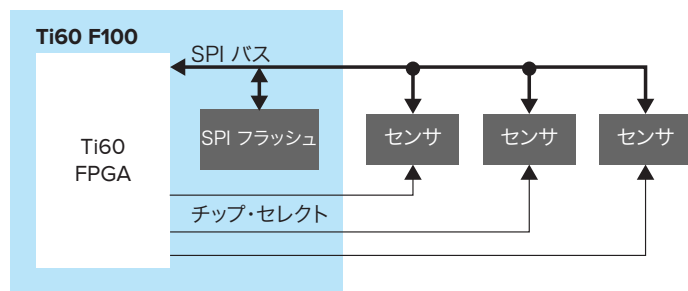 Ti60 F100
SPI バス
SPI フラッシュ
センサ
センサ
センサ
Ti60
FPGA
チップ・セレクト